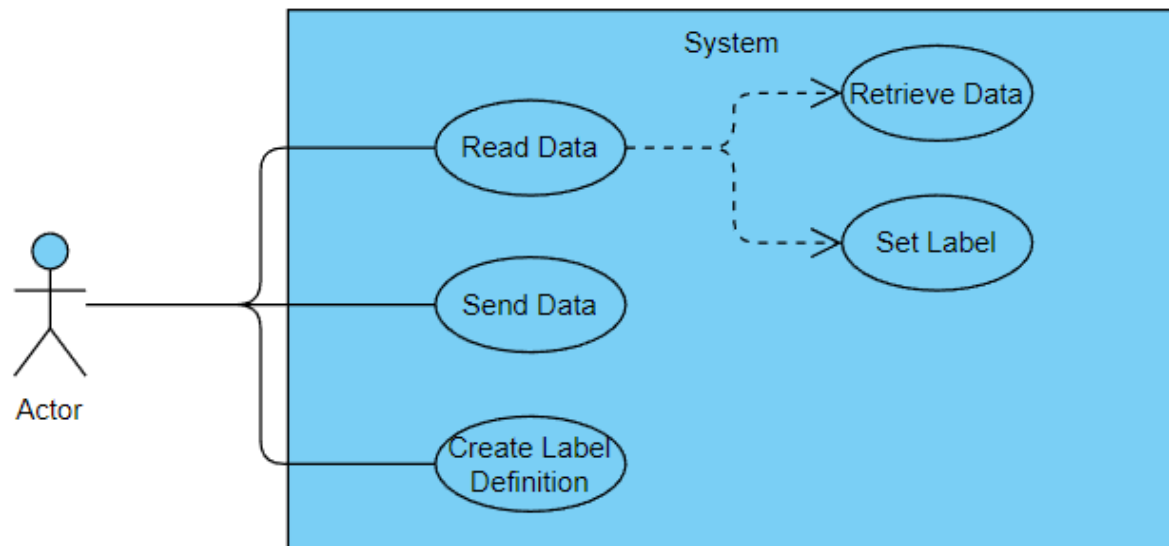 System
Retrieve Data
Read Data
Set Label
Send Data
Actor
Create Label
Definition